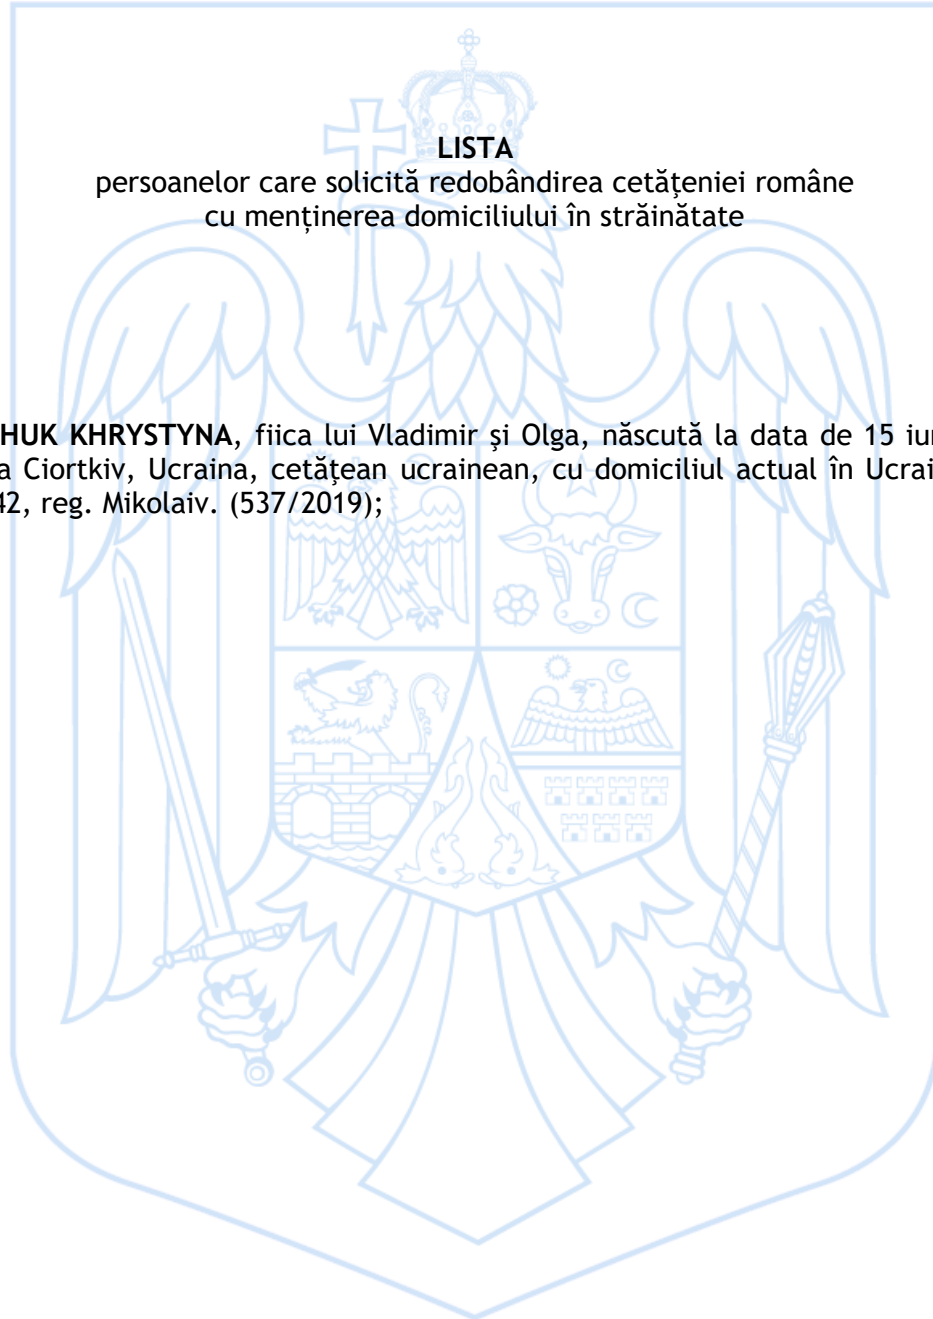 LISTA
persoanelor care solicită redobândirea cetăţeniei române
cu menținerea domiciliului în străinătate
HUK KHRYSTYNA, fiica lui Vladimir şi Olga, născută la data de 15
a Ciortkiv, Ucraina, cetăţean ucrainean, cu domiciliul actual în
42, reg. Mikolaiv. (537/2019);